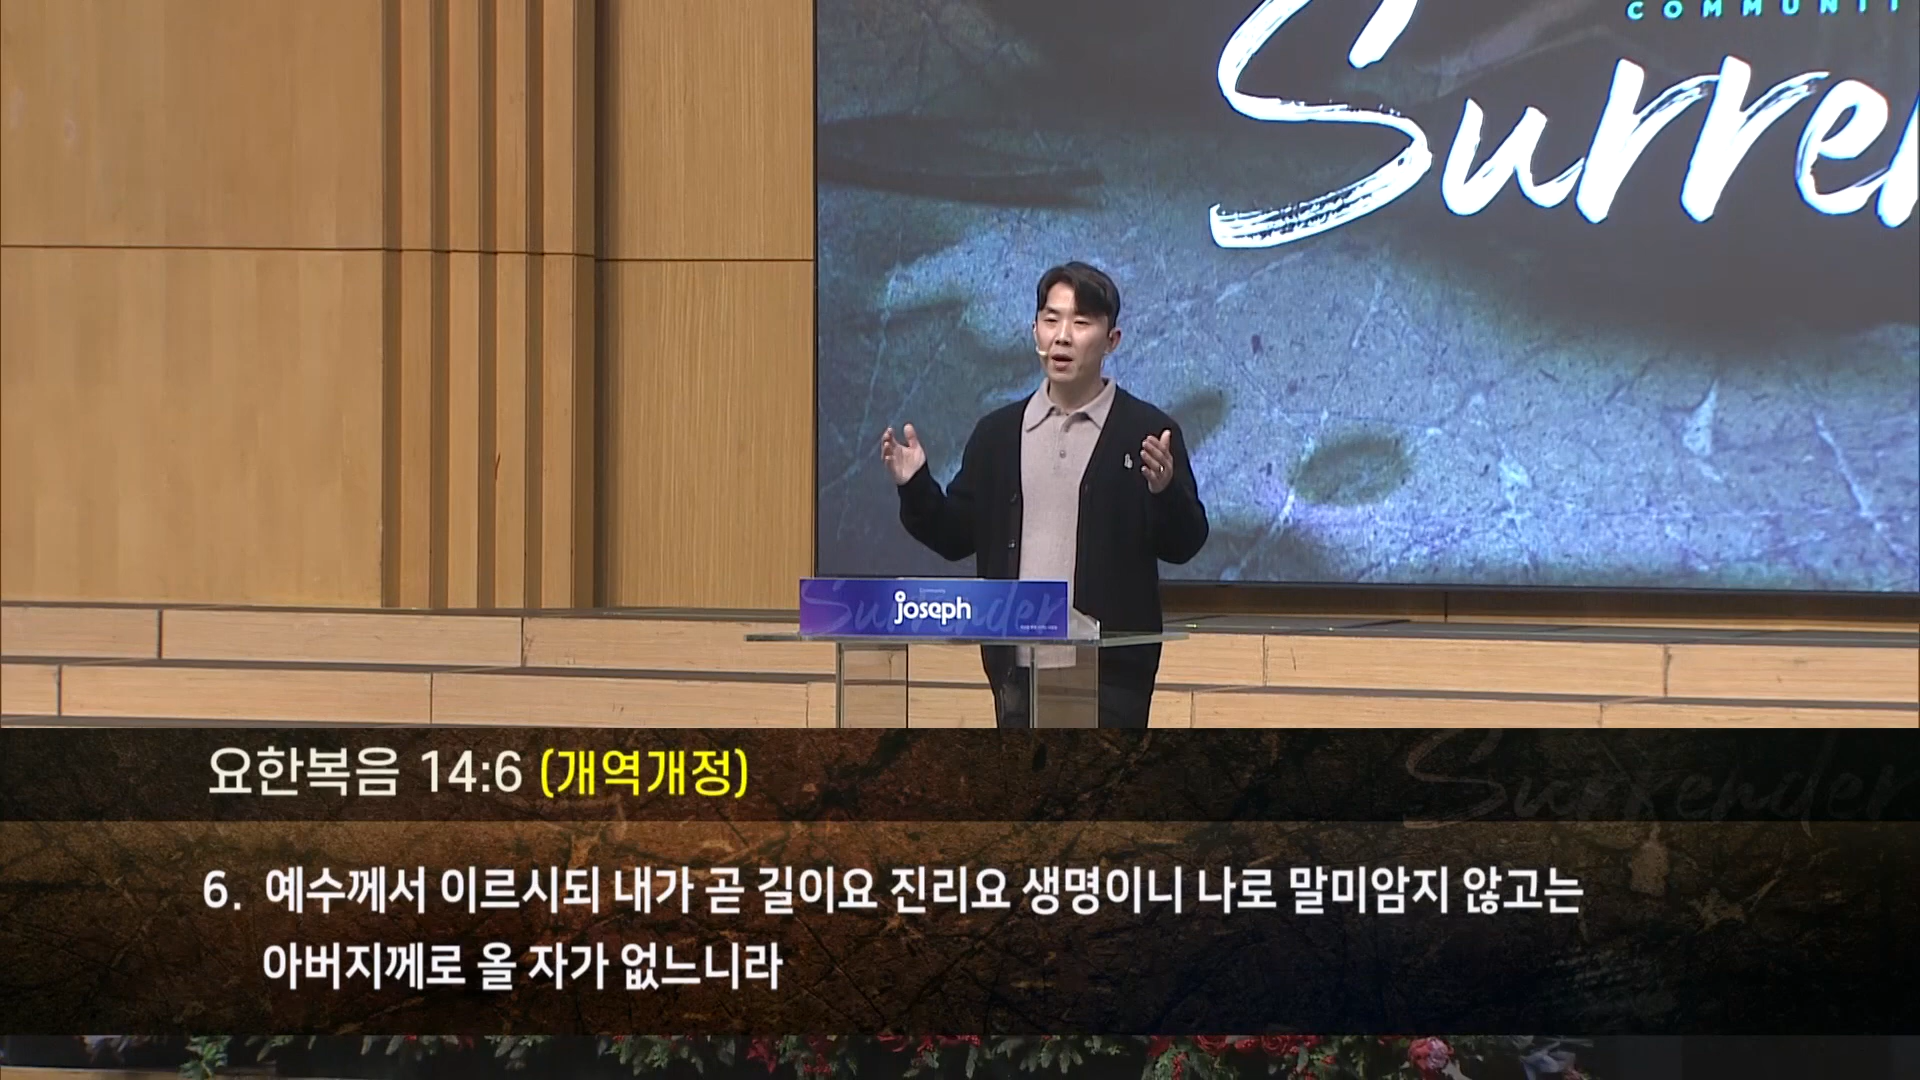 COMMUNIT
Surre
Community
joseph
Surrender
요한복음 14:6 (개역개정)
Surrender
6. 예수께서 이르시되 내가 곧 길이요 진리요 생명이니 나로 말미암지 않고는
아버지께로 올 자가 없느니라